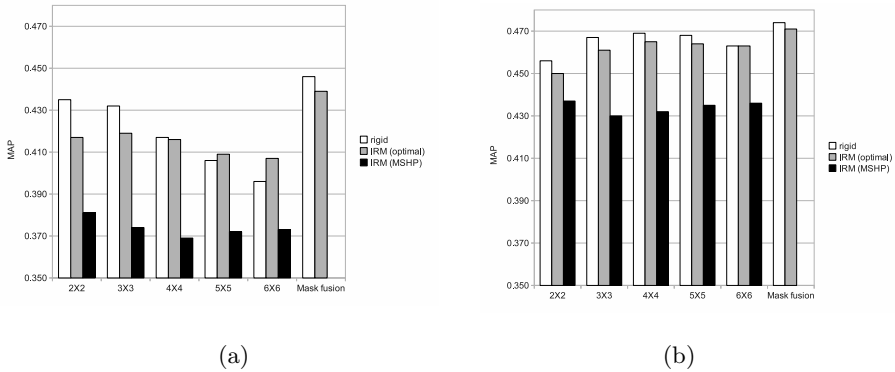 0.470
0.450
0.430
0.410
0.390
0.370
0.350
MAP
2X2 3X3 4X4 5X5 6X6 Mask fusion
rigid
IRM (optimal)
IRM (MSHP)
(a)
0.470
0.450
0.430
0.410
0.390
0.370
0.350
MAP
2X2 3X3 4X4 5X5 6X6 Mask fusion
rigid
IRM (optimal)
IRM (MSHP)
(b)